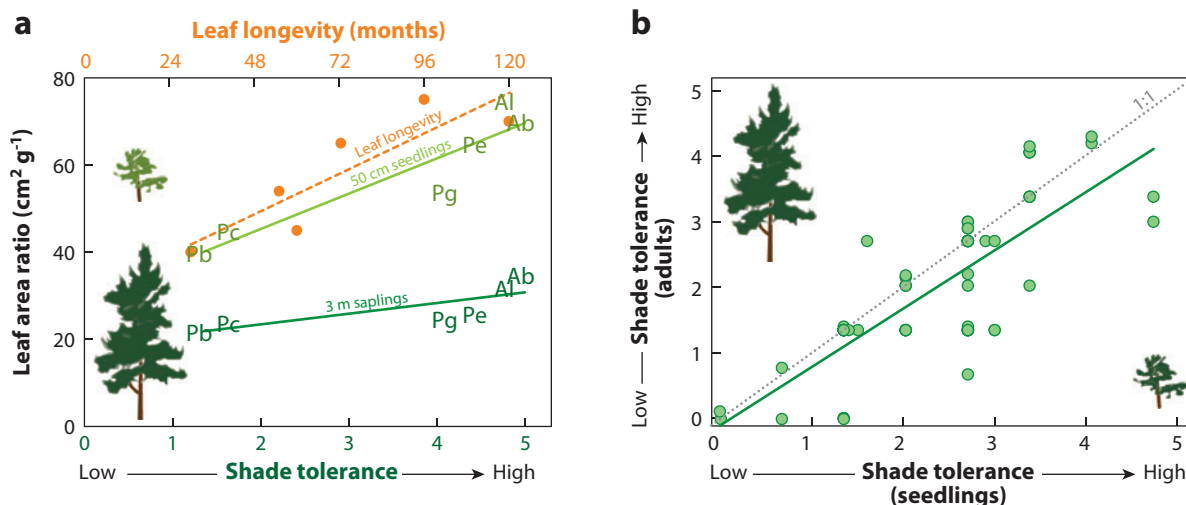 a
Leaf longevity (months)
0 24 48 72 96 120
80
60
40
20
0
Leaf area ratio (cm² g⁻¹)
Leaf longevity
50 cm seedlings
3 m saplings
Al
Ab
Pe
Pg
Pc
Pb
Ab
Al
Pe
Pg
Pc
Pb
0 1 2 3 4 5
Low Shade tolerance High
b
5
4
3
2
1
0
Low Shade tolerance High
(adults)
1:1
0 1 2 3 4 5
Low Shade tolerance High
(seedlings)